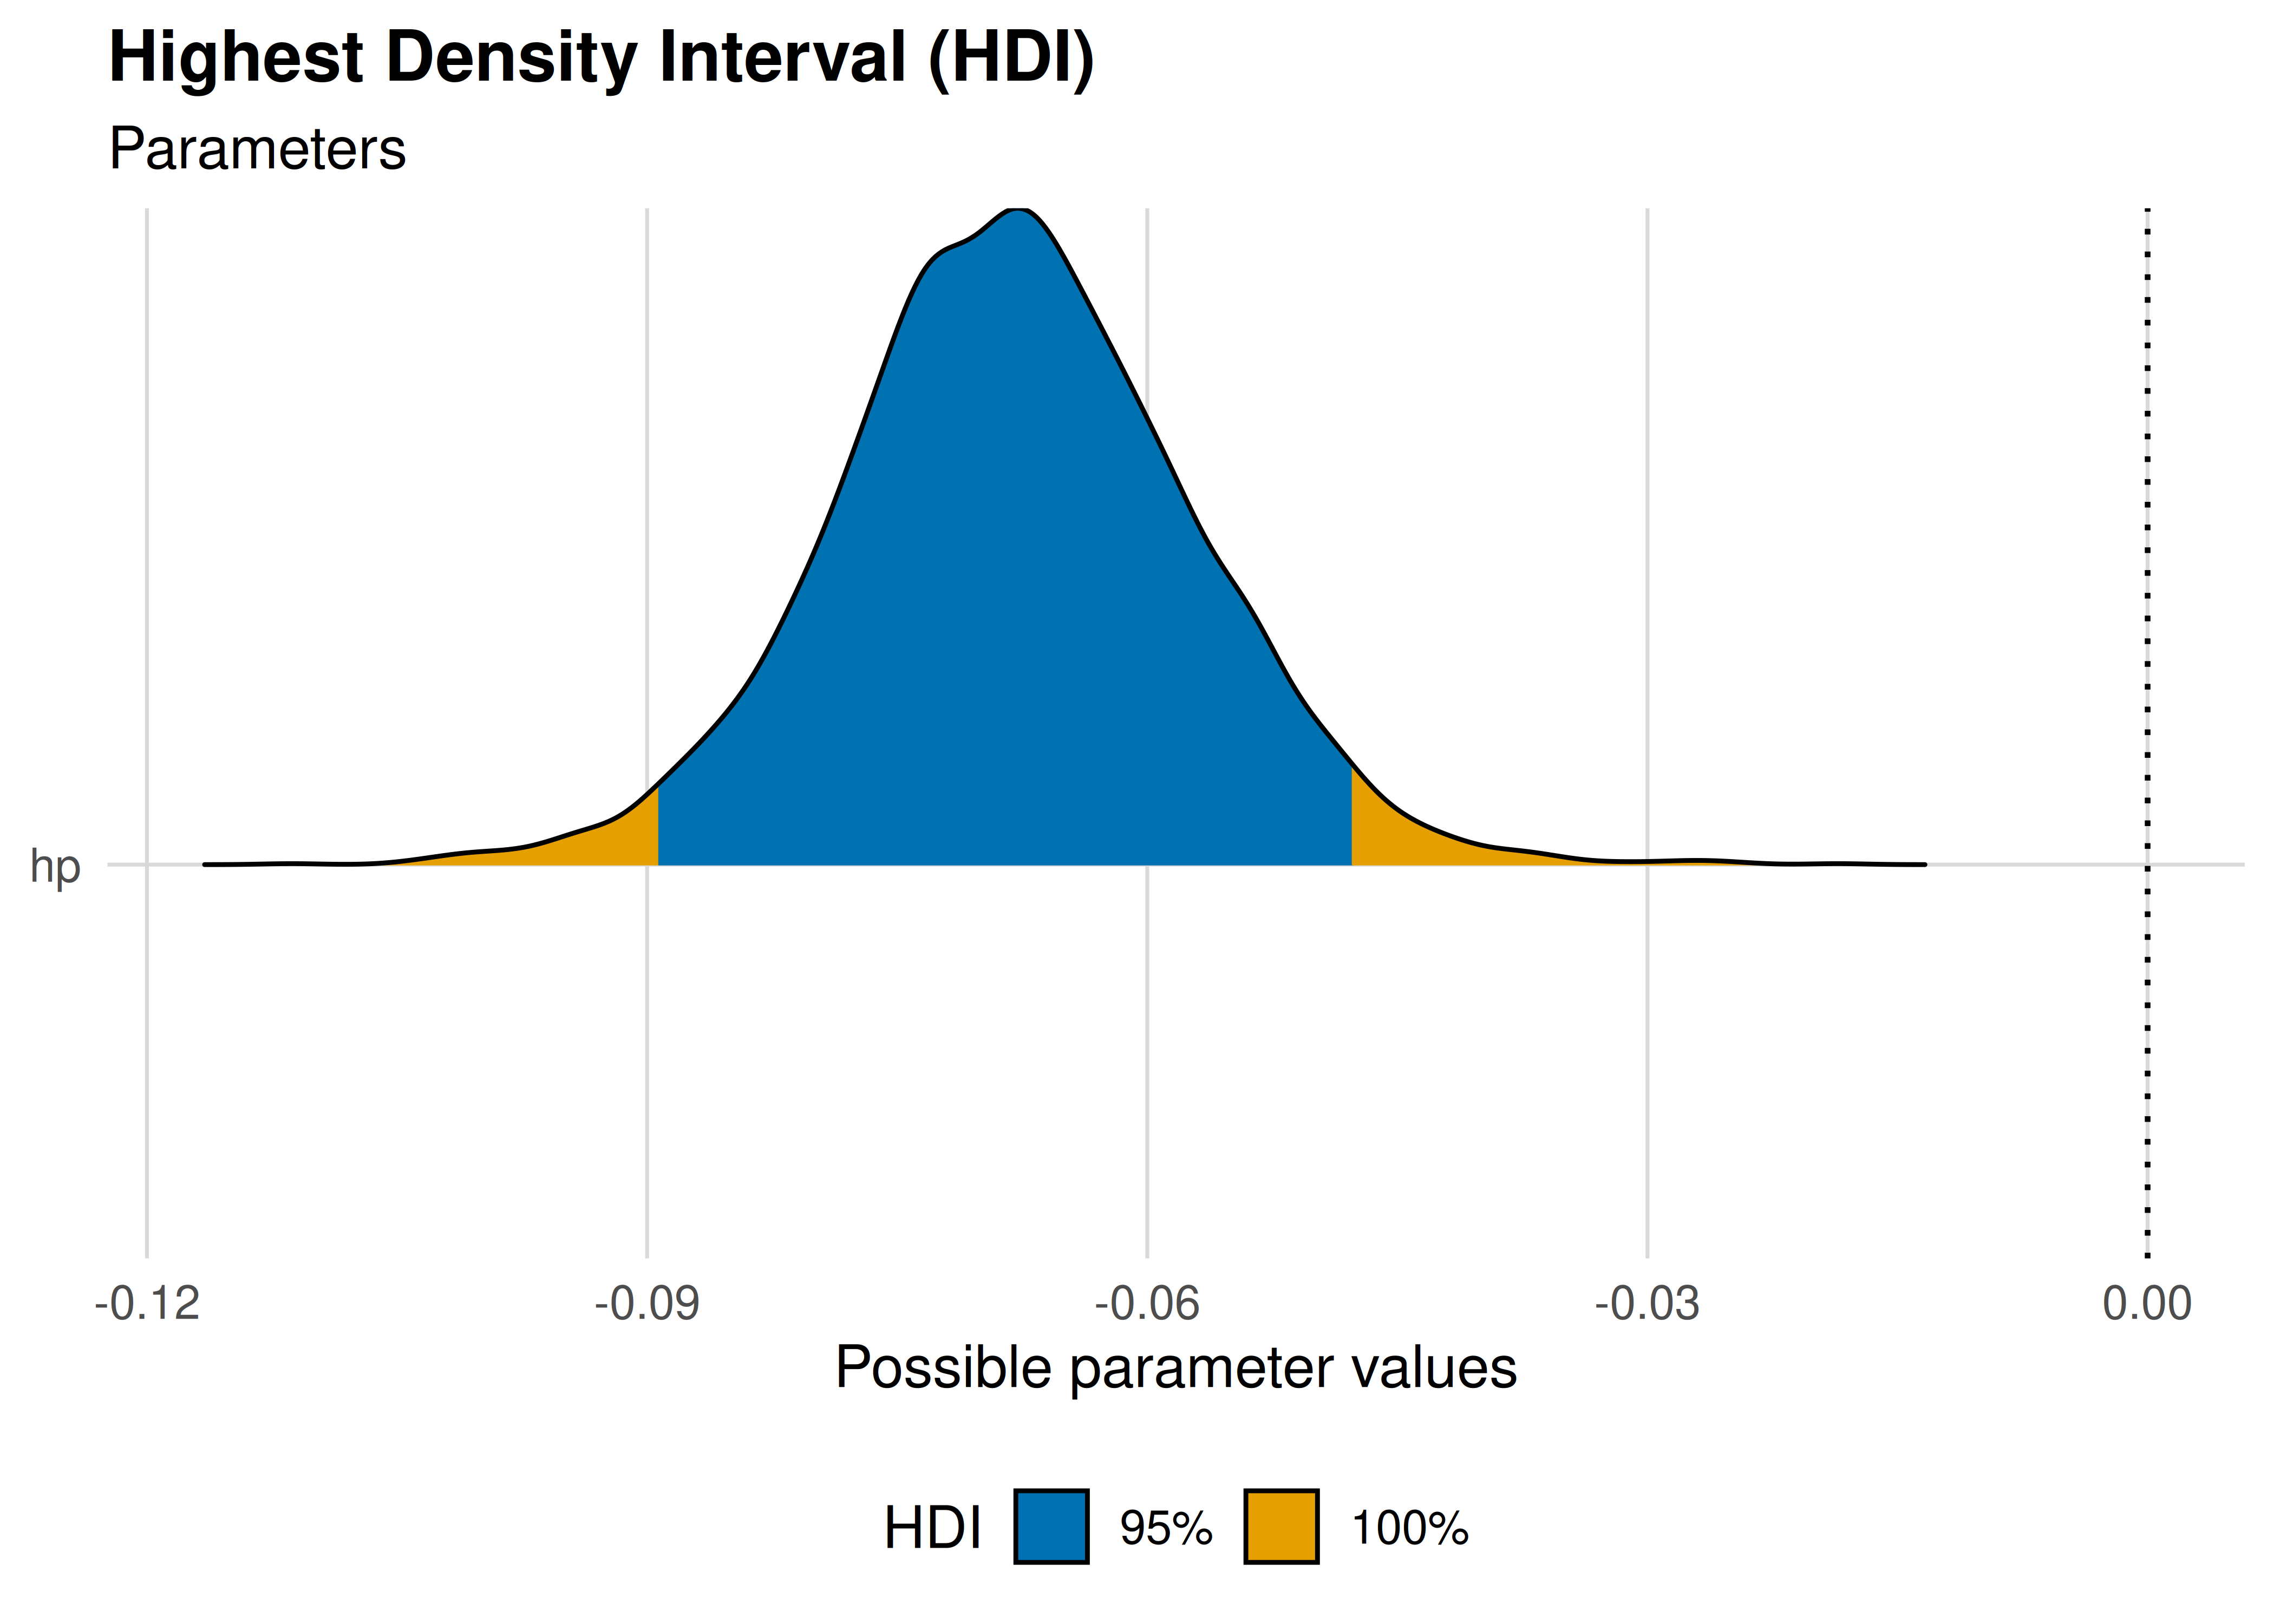 Highest Density Interval (HDI)
Parameters
hp
-0.12 -0.09 -0.06 -0.03 0.00
Possible parameter values
HDI 95% 100%